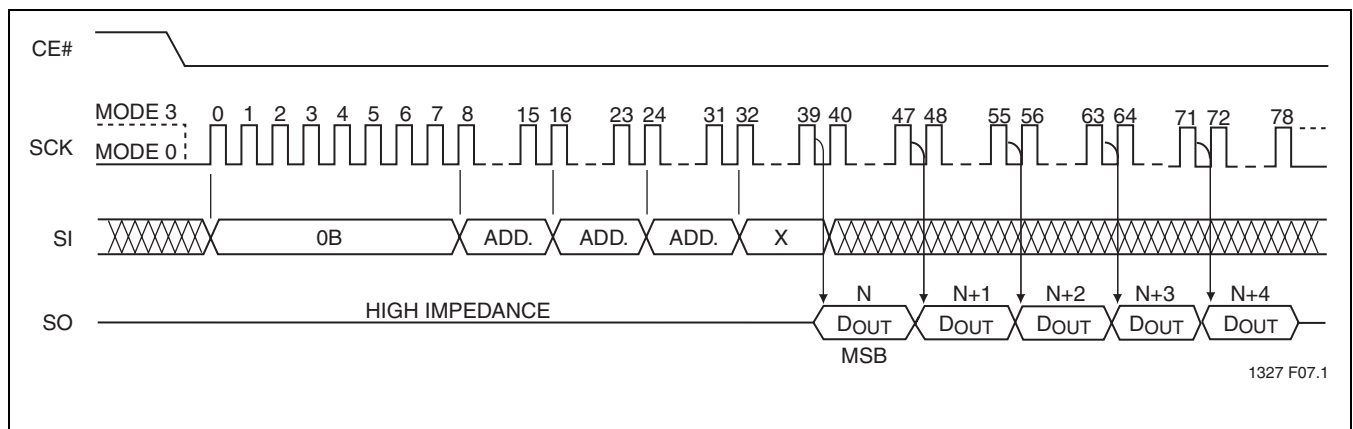 CE#
MODE 3 0 1 2 3 4 5 6 7 8 15 16 23 24 31 32 39 40 47 48 55 56 63 64 71 72 78
SCK MODE 0
SI 0B ADD. ADD. ADD. X
N N+1 N+2 N+3 N+4
SO HIGH IMPEDANCE DOUT DOUT DOUT DOUT DOUT
MSB
1327 F07.1